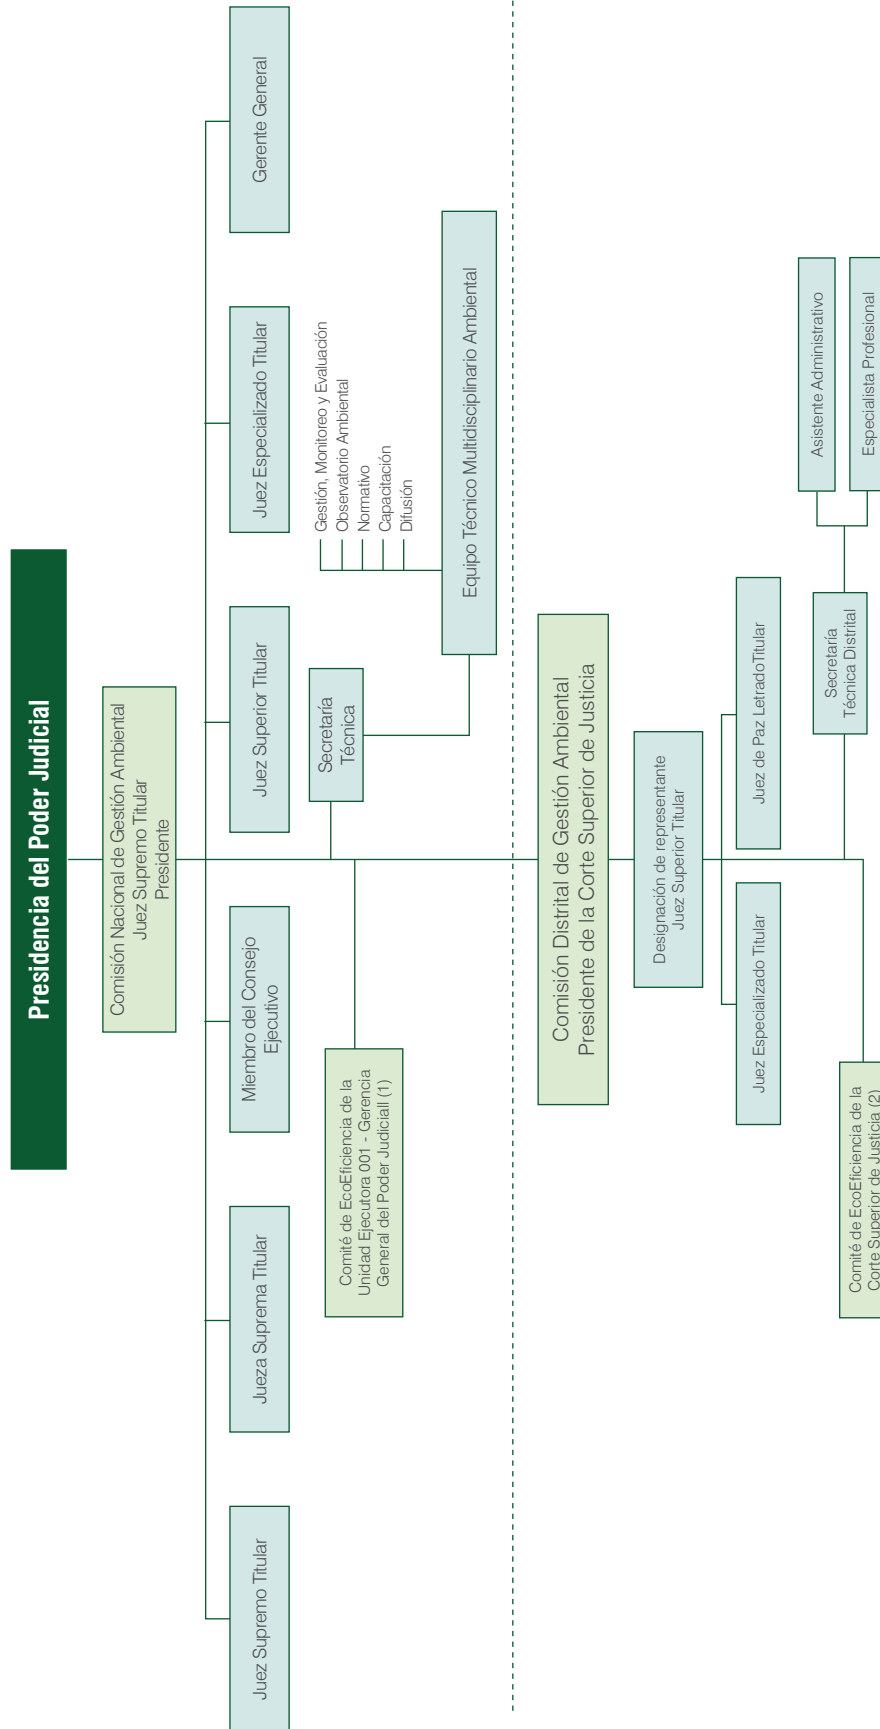 Presidencia del Poder Judicial
Comisión Nacional de Gestión Ambiental
Juez Supremo Titular
Presidente
Juez Supremo Titular
Jueza Suprema Titular
Miembro del Consejo
Ejecutivo
Juez Superior Titular
Juez Especializado Titular
Gerente General
Secretaría
Técnica
Gestión, Monitoreo y Evaluación
Observatorio Ambiental
Normativo
Capacitación
Difusión
Comité de EcoEficiencia de la
Unidad Ejecutora 001 - Gerencia
General del Poder Judiciall (1)
Equipo Técnico Multidisciplinario Ambiental
Comisión Distrital de Gestión Ambiental
Presidente de la Corte Superior de Justicia
Designación de representante
Juez Superior Titular
Juez Especializado Titular
Juez de Paz LetradoTitular
Secretaría
Técnica Distrital
Asistente Administrativo
Especialista Profesional
Comité de EcoEficiencia de la
Corte Superior de Justicia (2)